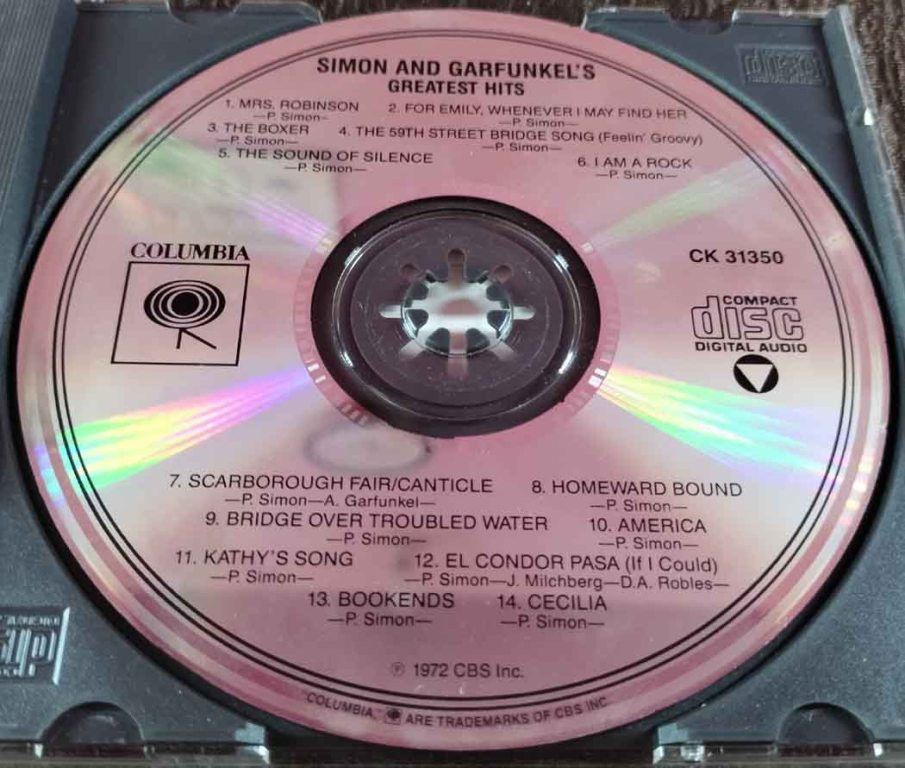 SIMON AND GARFUNKEL'S
GREATEST HITS
1. MRS. ROBINSON 2. FOR EMILY, WHENEVER I MAY FIND HER
—P. Simon— —P. Simon—
3. THE BOXER 4. THE 59TH STREET BRIDGE SONG (Feelin' Groovy)
—P. Simon— —P. Simon—
5. THE SOUND OF SILENCE 6. I AM A ROCK
—P. Simon— —P. Simon—
COLUMBIA
CK 31350
COMPACT
disc
DIGITAL AUDIO
7. SCARBOROUGH FAIR/CANTICLE 8. HOMEWARD BOUND
—P. Simon—A. Garfunkel— —P. Simon—
9. BRIDGE OVER TROUBLED WATER 10. AMERICA
—P. Simon— —P. Simon—
11. KATHY'S SONG 12. EL CONDOR PASA (If I Could)
—P. Simon— —P. Simon—J. Milchberg—D.A. Robles—
13. BOOKENDS 14. CECILIA
—P. Simon— —P. Simon—
℗ 1972 CBS Inc.
"COLUMBIA," ARE TRADEMARKS OF CBS INC.
disc